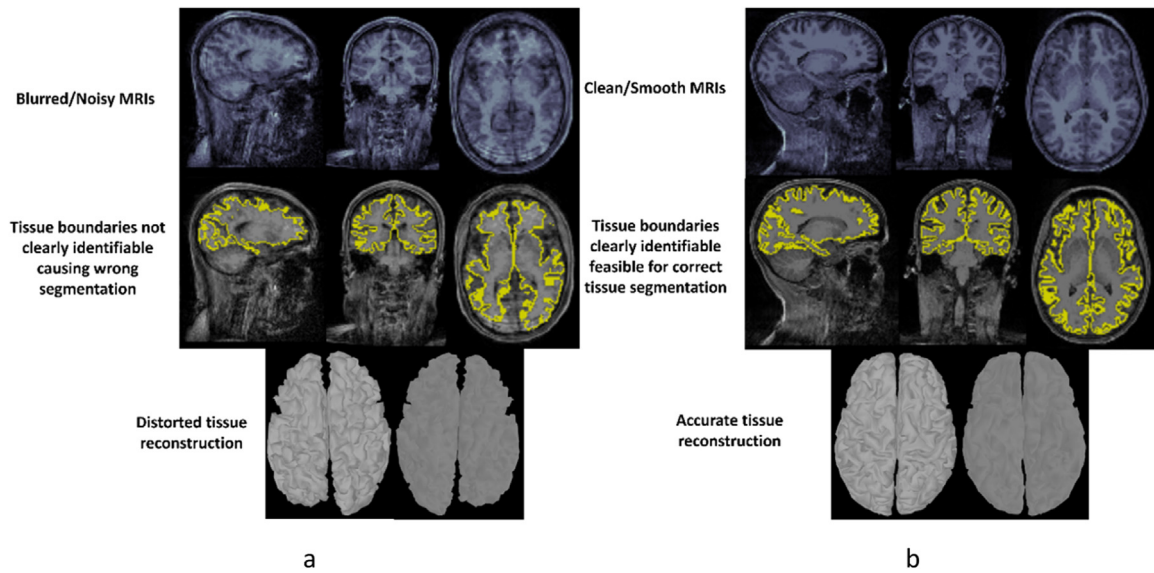 Blurred/Noisy MRIs
Tissue boundaries not
clearly identifiable
causing wrong
segmentation
Distorted tissue
reconstruction
a
Clean/Smooth MRIs
Tissue boundaries
clearly identifiable
feasible for correct
tissue segmentation
Accurate tissue
reconstruction
b